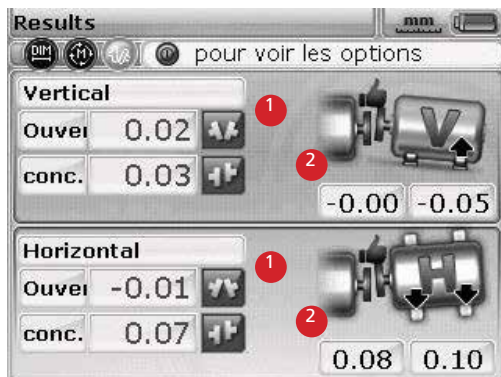 Results mm
DIM M pour voir les options
Vertical
Ouver 0.02
conc. 0.03
1
2
V
-0.00 -0.05
Horizontal
Ouver -0.01
conc. 0.07
1
2
H
0.08 0.10